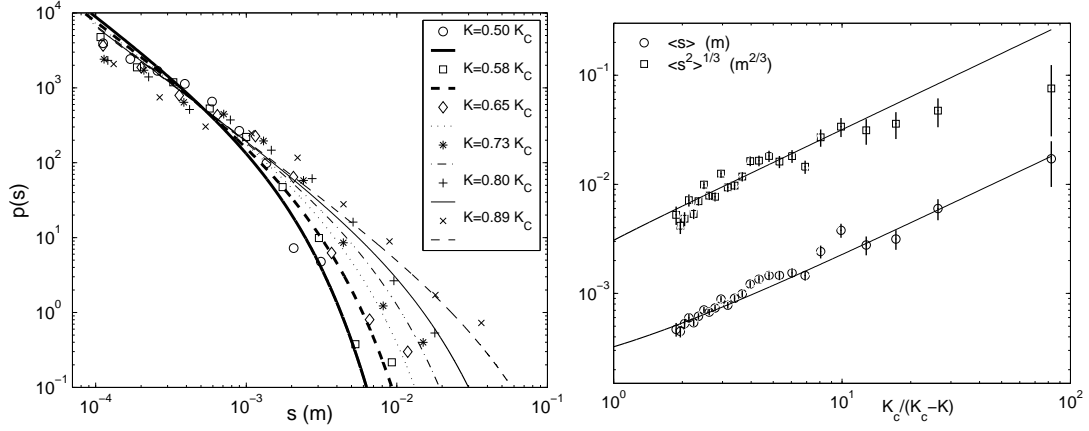 10^4
10^3
10^2
10^1
10^0
10^{-1}
p(s)
10^{-4}
10^{-3}
10^{-2}
10^{-1}
s (m)
K=0.50 K_C
K=0.58 K_C
K=0.65 K_C
K=0.73 K_C
K=0.80 K_C
K=0.89 K_C
10^{-1}
10^{-2}
10^{-3}
<s> (m)
<s^2>^{1/3} (m^{2/3})
10^0
10^1
10^2
K_c/(K_c−K)